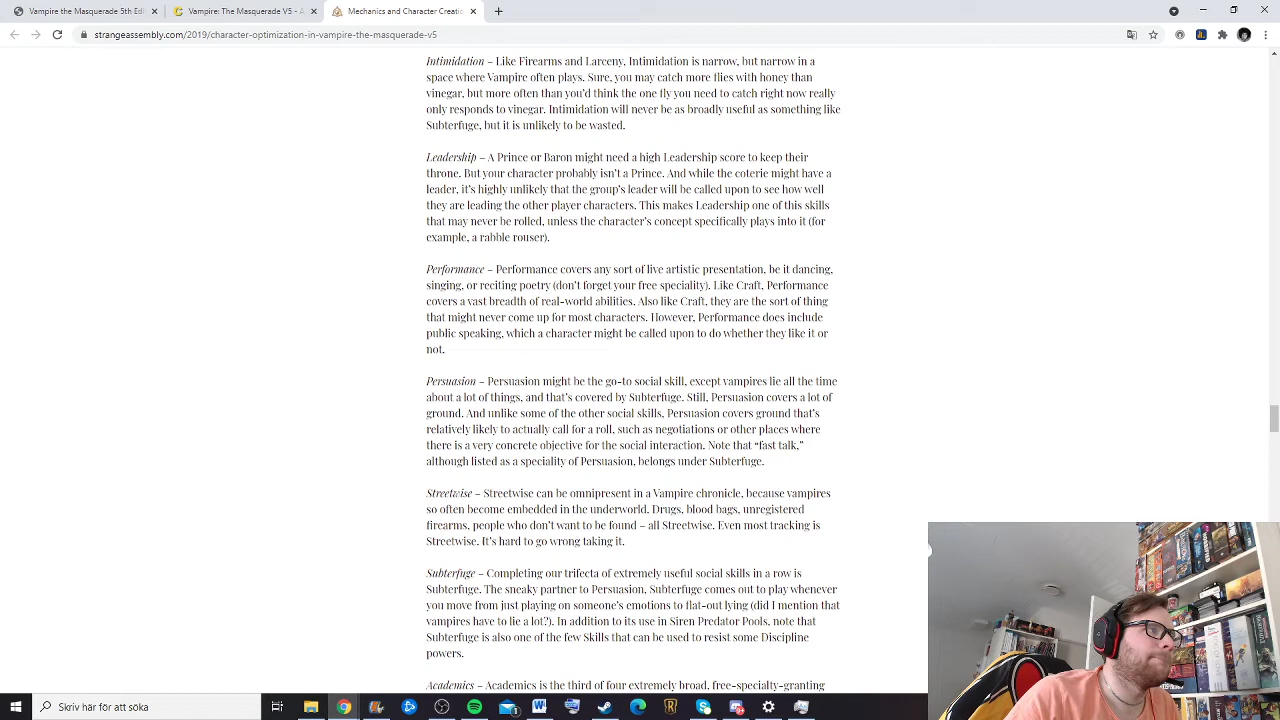 Vampire the Masquerade 5th Edi
Vampire: The Masquerade V5 - A
Mechanics and Character Creatio
strangeassembly.com/2019/character-optimization-in-vampire-the-masquerade-v5
Intimidation – Like Firearms and Larceny, Intimidation is narrow, but narrow in a
space where Vampire often plays. Sure, you may catch more flies with honey than
vinegar, but more often than you'd think the one fly you need to catch right now really
only responds to vinegar. Intimidation will never be as broadly useful as something like
Subterfuge, but it is unlikely to be wasted.
Leadership – A Prince or Baron might need a high Leadership score to keep their
throne. But your character probably isn't a Prince. And while the coterie might have a
leader, it's highly unlikely that the group's leader will be called upon to see how well
they are leading the other player characters. This makes Leadership one of this skills
that may never be rolled, unless the character's concept specifically plays into it (for
example, a rabble rouser).
Performance – Performance covers any sort of live artistic presentation, be it dancing,
singing, or reciting poetry (don't forget your free speciality). Like Craft, Performance
covers a vast breadth of real-world abilities. Also like Craft, they are the sort of thing
that might never come up for most characters. However, Performance does include
public speaking, which a character might be called upon to do whether they like it or
not.
Persuasion – Persuasion might be the go-to social skill, except vampires lie all the time
about a lot of things, and that's covered by Subterfuge. Still, Persuasion covers a lot of
ground. And unlike some of the other social skills, Persuasion covers ground that's
relatively likely to actually call for a roll, such as negotiations or other places where
there is a very concrete objective for the social interaction. Note that “fast talk,”
although listed as a speciality of Persuasion, belongs under Subterfuge.
Streetwise – Streetwise can be omnipresent in a Vampire chronicle, because vampires
so often become embedded in the underworld. Drugs, blood bags, unregistered
firearms, people who don't want to be found – all Streetwise. Even most tracking is
Streetwise. It's hard to go wrong taking it.
Subterfuge – Completing our trifecta of extremely useful social skills in a row is
Subterfuge. The sneaky partner to Persuasion, Subterfuge comes out to play whenever
you move from just playing on someone's emotions to flat-out lying (did I mention that
vampires have to lie a lot?). In addition to its use in Siren Predator Pools, note that
Subterfuge is also one of the few Skills that can be used to resist some Discipline
powers.
Academics – Academics is the third of four extremely broad, free-specialty-granting
Skriv här för att söka